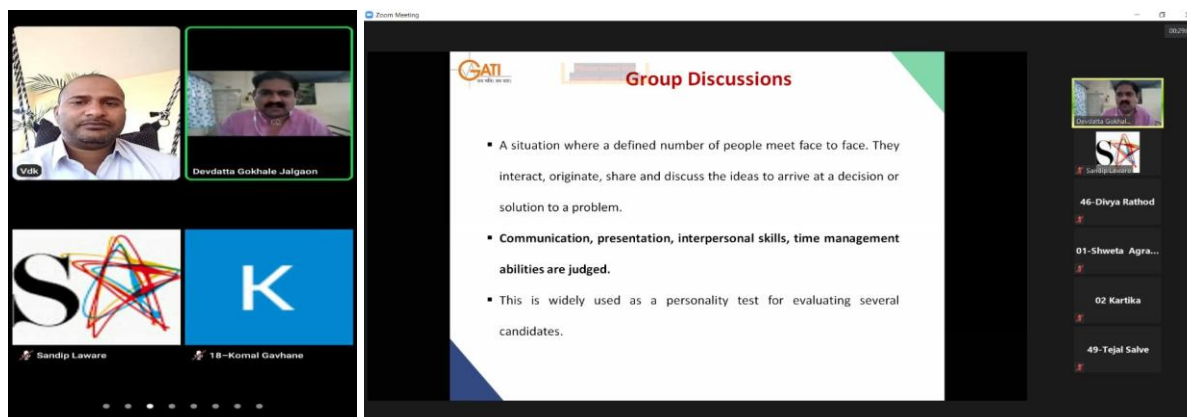 Vdk
Devdatta Gokhale Jalgaon
Sandip Laware
K
18-Komal Gavhane
Zoom Meeting
GATI
Group Discussions
A situation where a defined number of people meet face to face. They
interact, originate, share and discuss the ideas to arrive at a decision or
solution to a problem.
Communication, presentation, interpersonal skills, time management
abilities are judged.
This is widely used as a personality test for evaluating several
candidates.
Devdatta Gokhal...
Sandip Laware
46-Divya Rathod
01-Shweta Agra...
02 Kartika
49-Tejal Salve